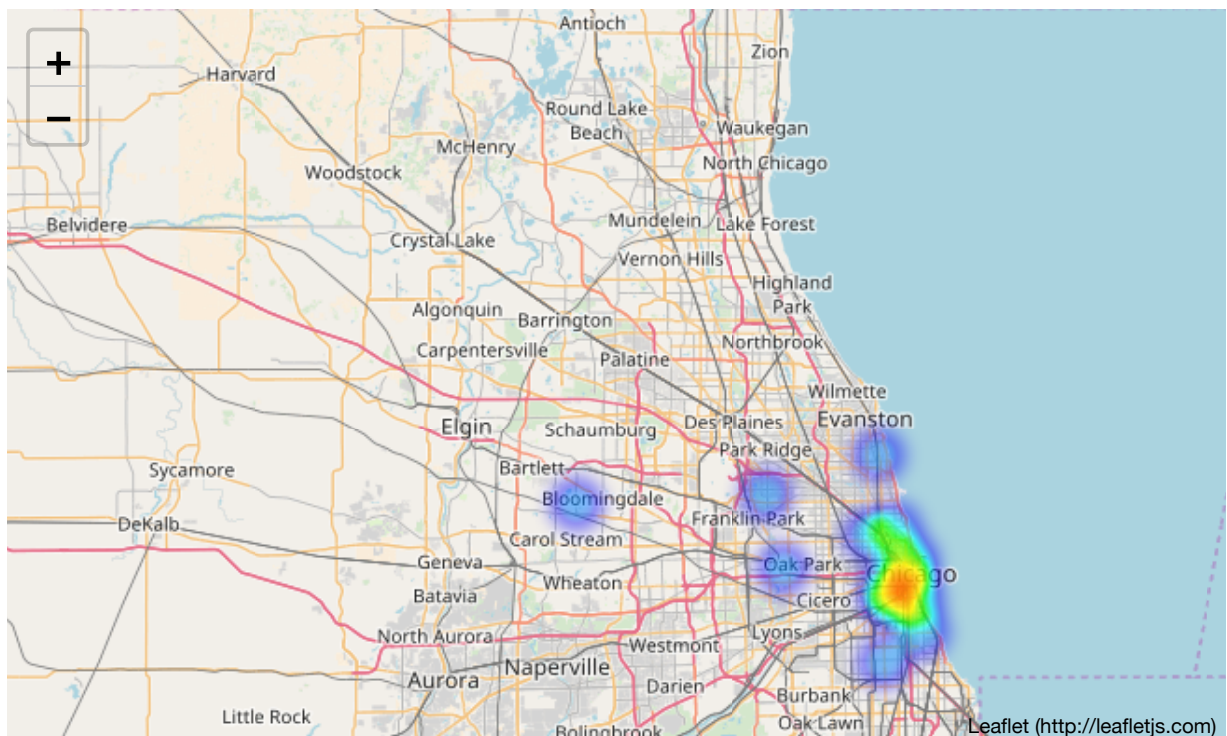 +
−
Antioch
Zion
Harvard
Round Lake
Beach
Waukegan
McHenry
North Chicago
Woodstock
Belvidere
Mundelein
Lake Forest
Crystal Lake
Vernon Hills
Highland
Park
Algonquin
Barrington
Northbrook
Carpentersville
Palatine
Wilmette
Evanston
Elgin
Schaumburg
Des Plaines
Park Ridge
Sycamore
Bartlett
Bloomingdale
Franklin Park
DeKalb
Carol Stream
Geneva
Oak Park
Chicago
Wheaton
Batavia
Cicero
North Aurora
Lyons
Westmont
Naperville
Aurora
Darien
Burbank
Little Rock
Oak Lawn
Bolingbrook
Leaflet (http://leafletjs.com)